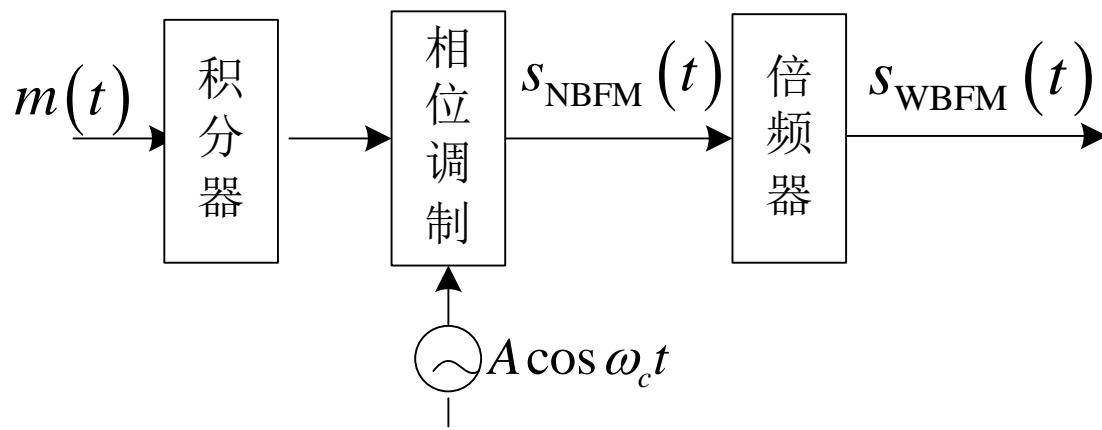 m(t)
积分器
相位调制
s_NBFM(t)
倍频器
s_WBFM(t)
A cos ω_c t